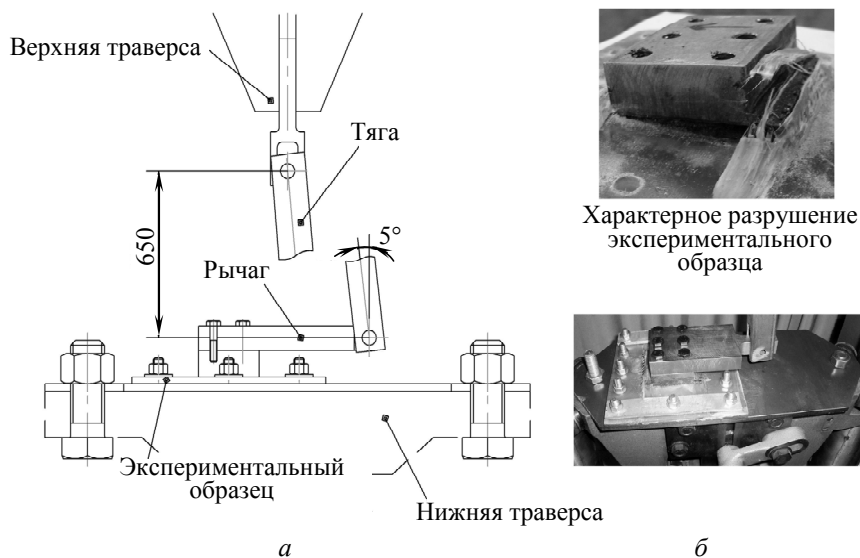 Верхняя траверса
Тяга
650
5°
Рычаг
Экспериментальный
образец
Нижняя траверса
а
Характерное разрушение
экспериментального
образца
б